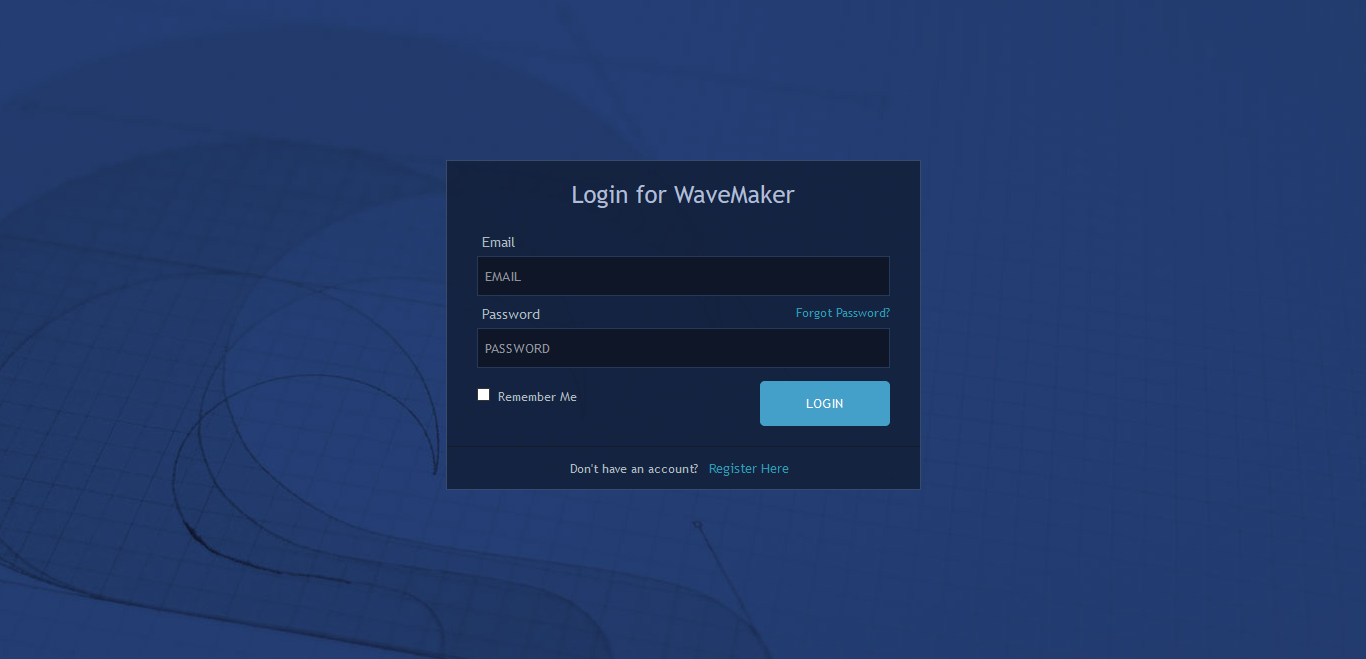 Login for WaveMaker
Email
EMAIL
Password Forgot Password?
PASSWORD
Remember Me LOGIN
Don't have an account? Register Here